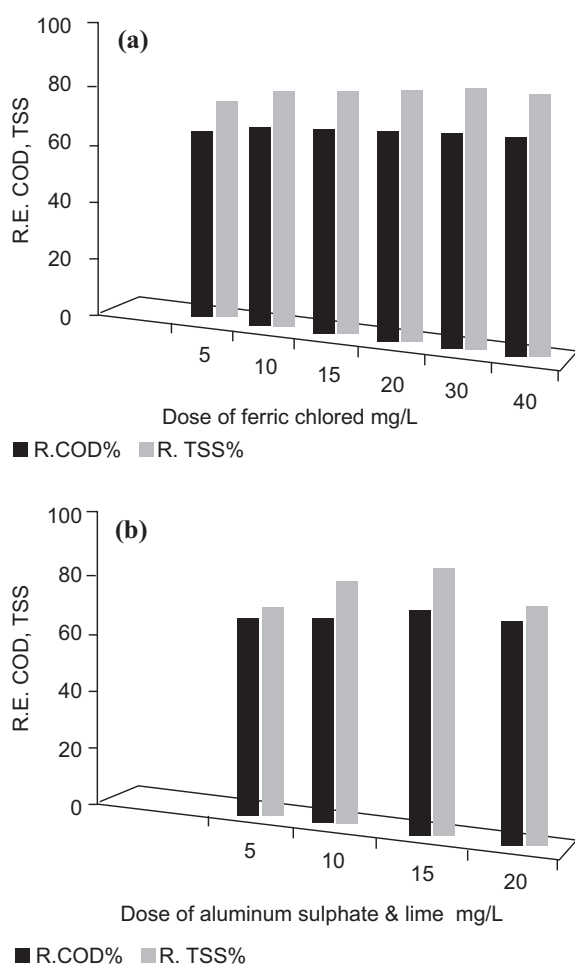 (a)
100
80
60
40
20
0
R.E. COD, TSS
5 10 15 20 30 40
Dose of ferric chlored mg/L
R.COD% R. TSS%
(b)
100
80
60
40
20
0
R.E. COD, TSS
5 10 15 20
Dose of aluminum sulphate & lime mg/L
R.COD% R. TSS%